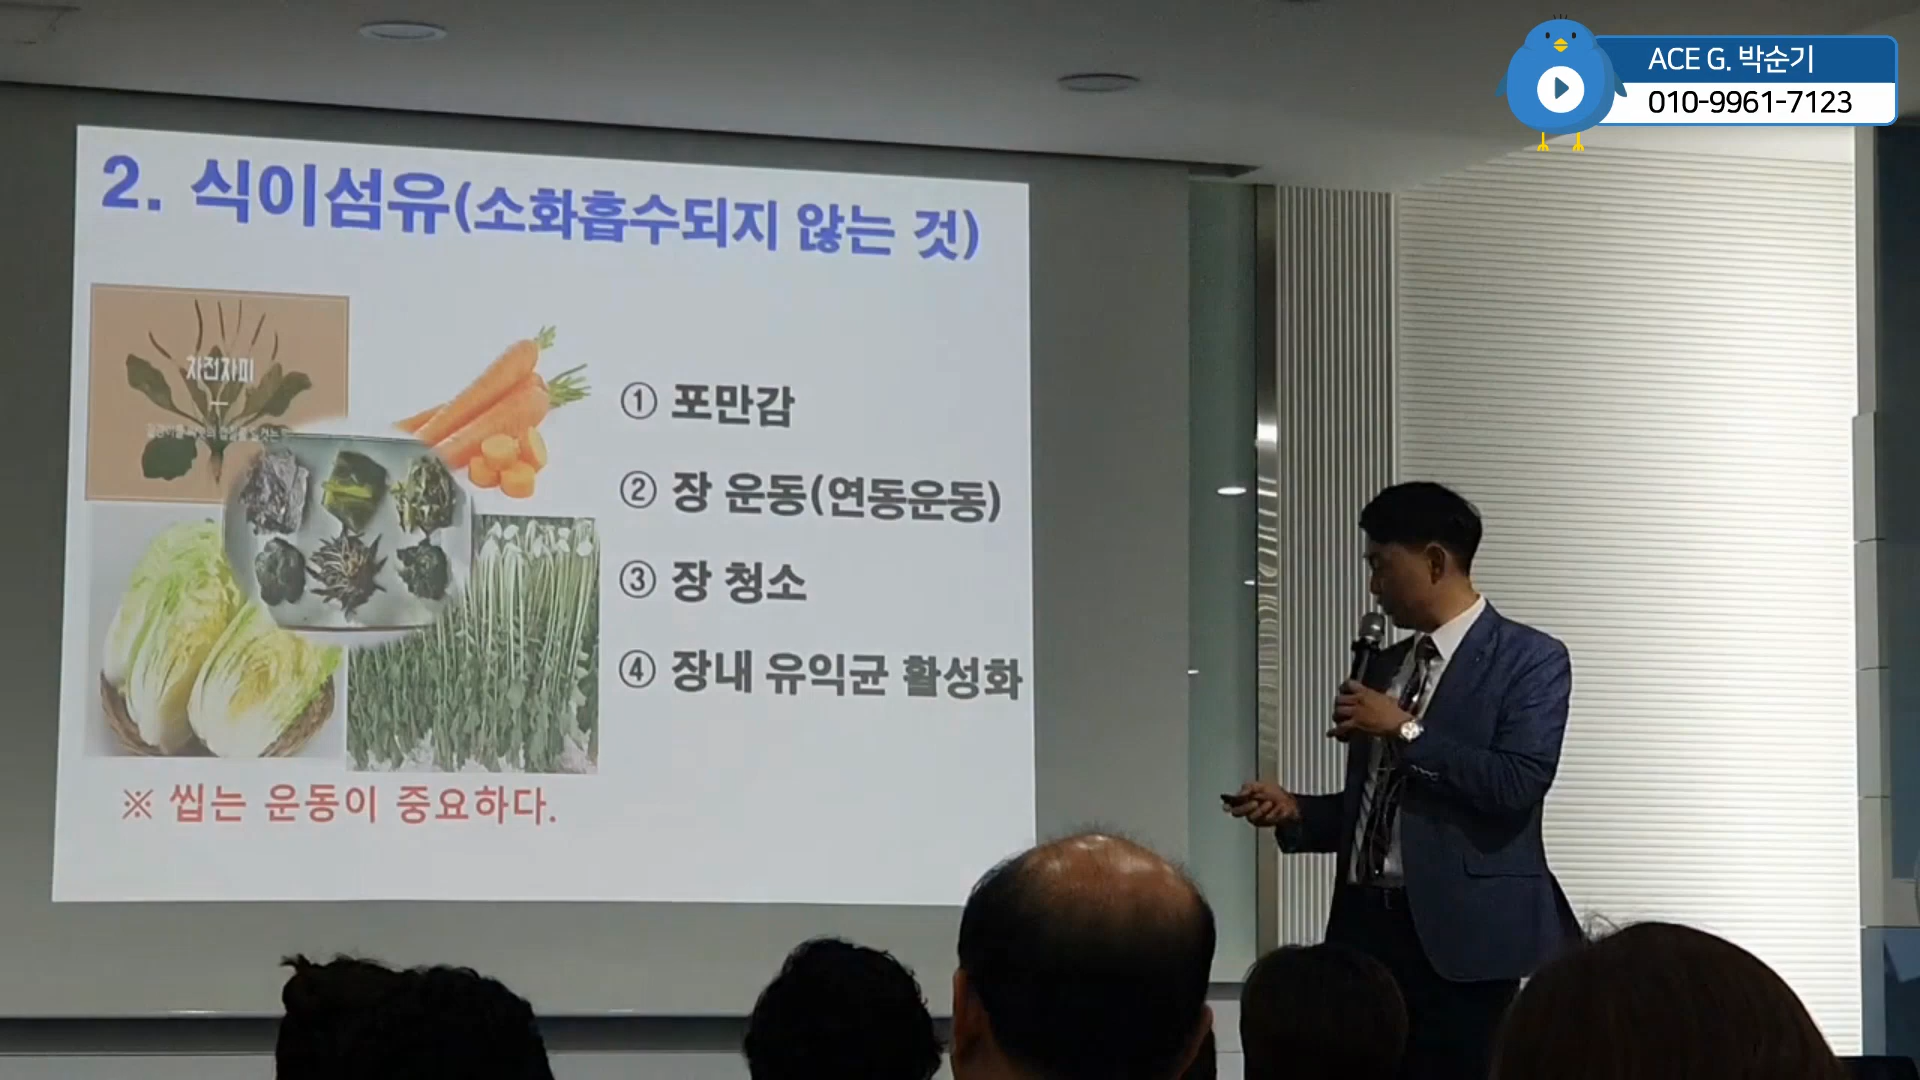 ACE G. 박순기
010-9961-7123
2. 식이섬유(소화흡수되지 않는 것)
차전자피
① 포만감
② 장 운동(연동운동)
③ 장 청소
④ 장내 유익균 활성화
※ 씹는 운동이 중요하다.